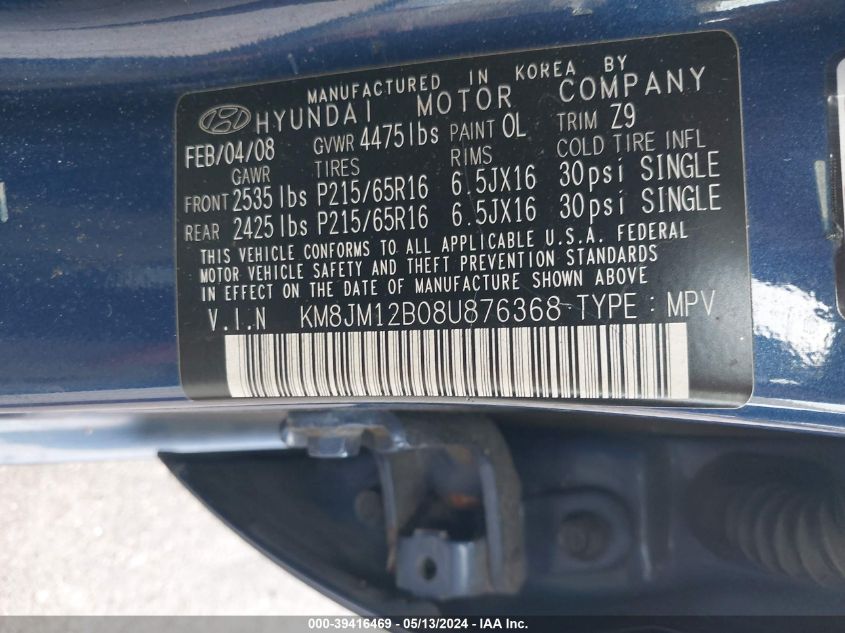 MANUFACTURED IN KOREA BY
HYUNDAI MOTOR COMPANY
FEB/04/08 GVWR 4475lbs PAINT OL TRIM Z9
GAWR TIRES RIMS COLD TIRE INFL
FRONT 2535lbs P215/65R16 6.5JX16 30psi SINGLE
REAR 2425lbs P215/65R16 6.5JX16 30psi SINGLE
THIS VEHICLE CONFORMS TO ALL APPLICABLE U.S.A. FEDERAL
MOTOR VEHICLE SAFETY AND THEFT PREVENTION STANDARDS
IN EFFECT ON THE DATE OF MANUFACTURE SHOWN ABOVE
V.I.N KM8JM12B08U876368 TYPE : MPV
000-39416469 - 05/13/2024 - IAA Inc.